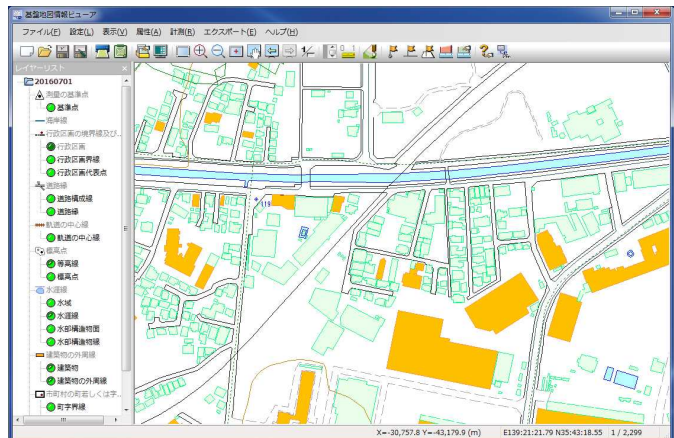 基盤地図情報ビューア
ファイル(F) 設定(L) 表示(V) 属性(A) 計測(R) エクスポート(E) ヘルプ(H)
レイヤーリスト
20160701
測量の基準点
基準点
海岸線
行政区画の境界線及び..
行政区画
行政区画界線
行政区画代表点
道路縁
道路構成線
道路縁
軌道の中心線
軌道の中心線
標高点
等高線
標高点
水涯線
水域
水涯線
水部構造物面
水部構造物線
建築物の外周線
建築物
建築物の外周線
市町村の町若しくは字..
町字界線
119
X=-30,757.8 Y=-43,179.9 (m) E139:21:21.79 N35:43:18.55 1 / 2,299